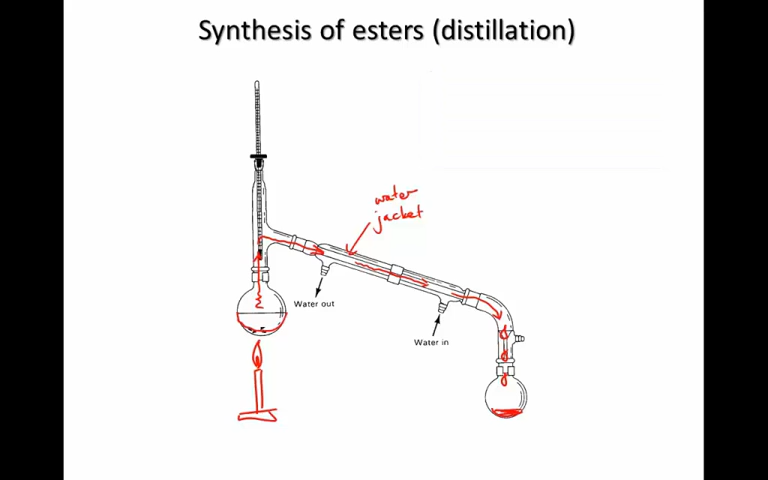 Synthesis of esters (distillation)
water
jacket
Water out
Water in